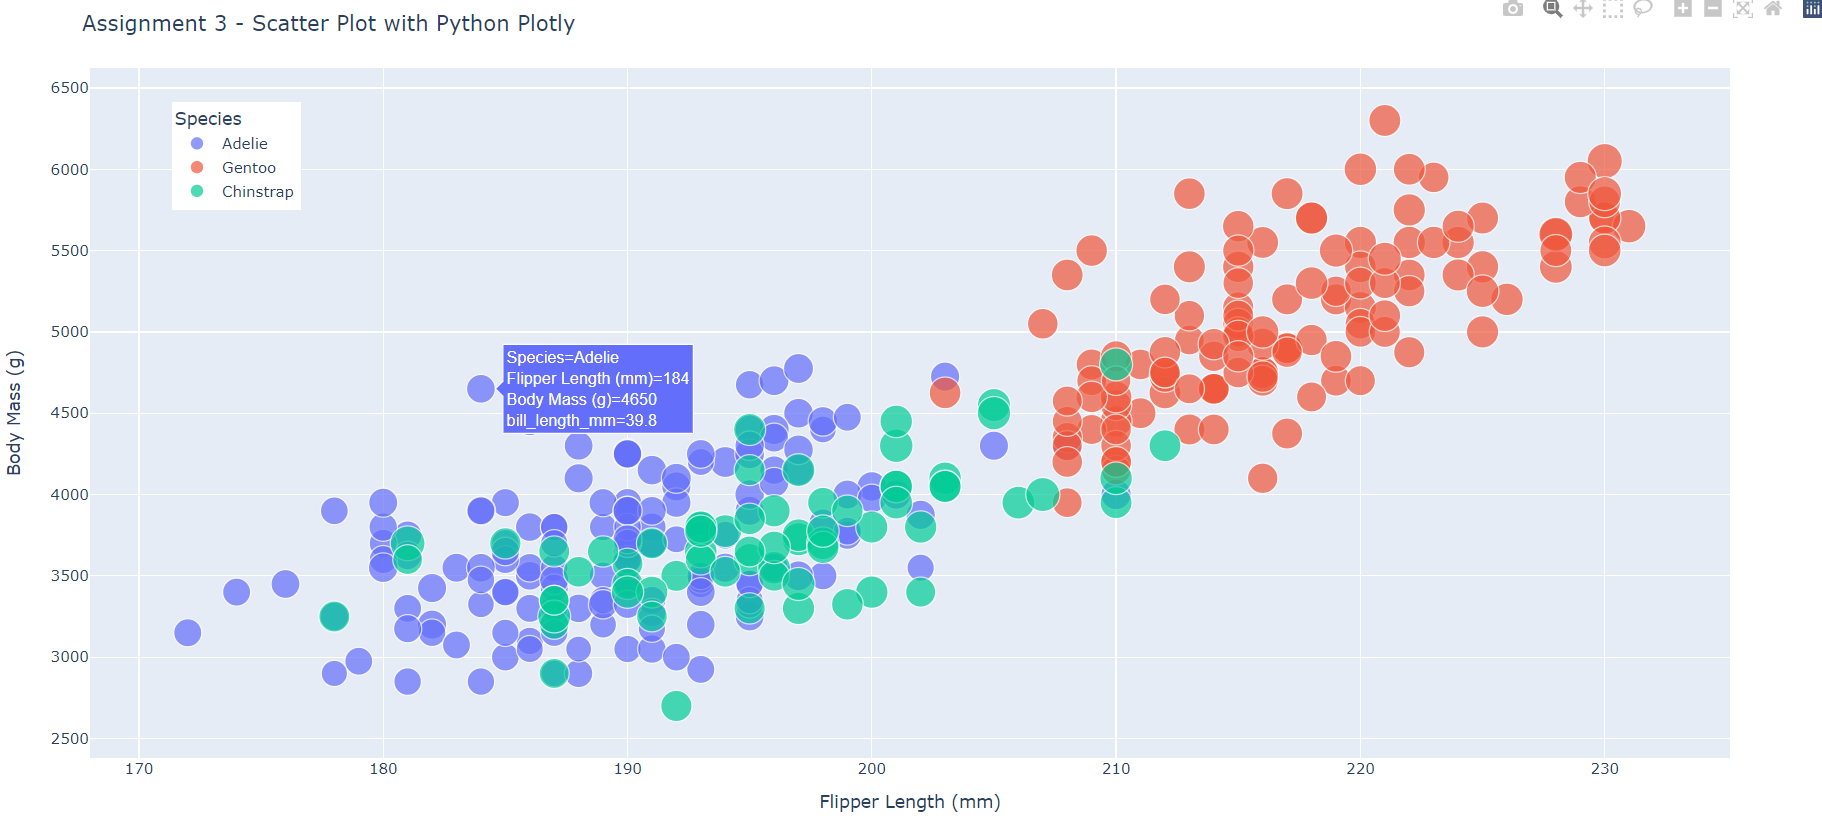 Assignment 3 - Scatter Plot with Python Plotly
6500
6000
5500
5000
4500
4000
3500
3000
2500
Body Mass (g)
Species
Adelie
Gentoo
Chinstrap
Species=Adelie
Flipper Length (mm)=184
Body Mass (g)=4650
bill_length_mm=39.8
170 180 190 200 210 220 230
Flipper Length (mm)